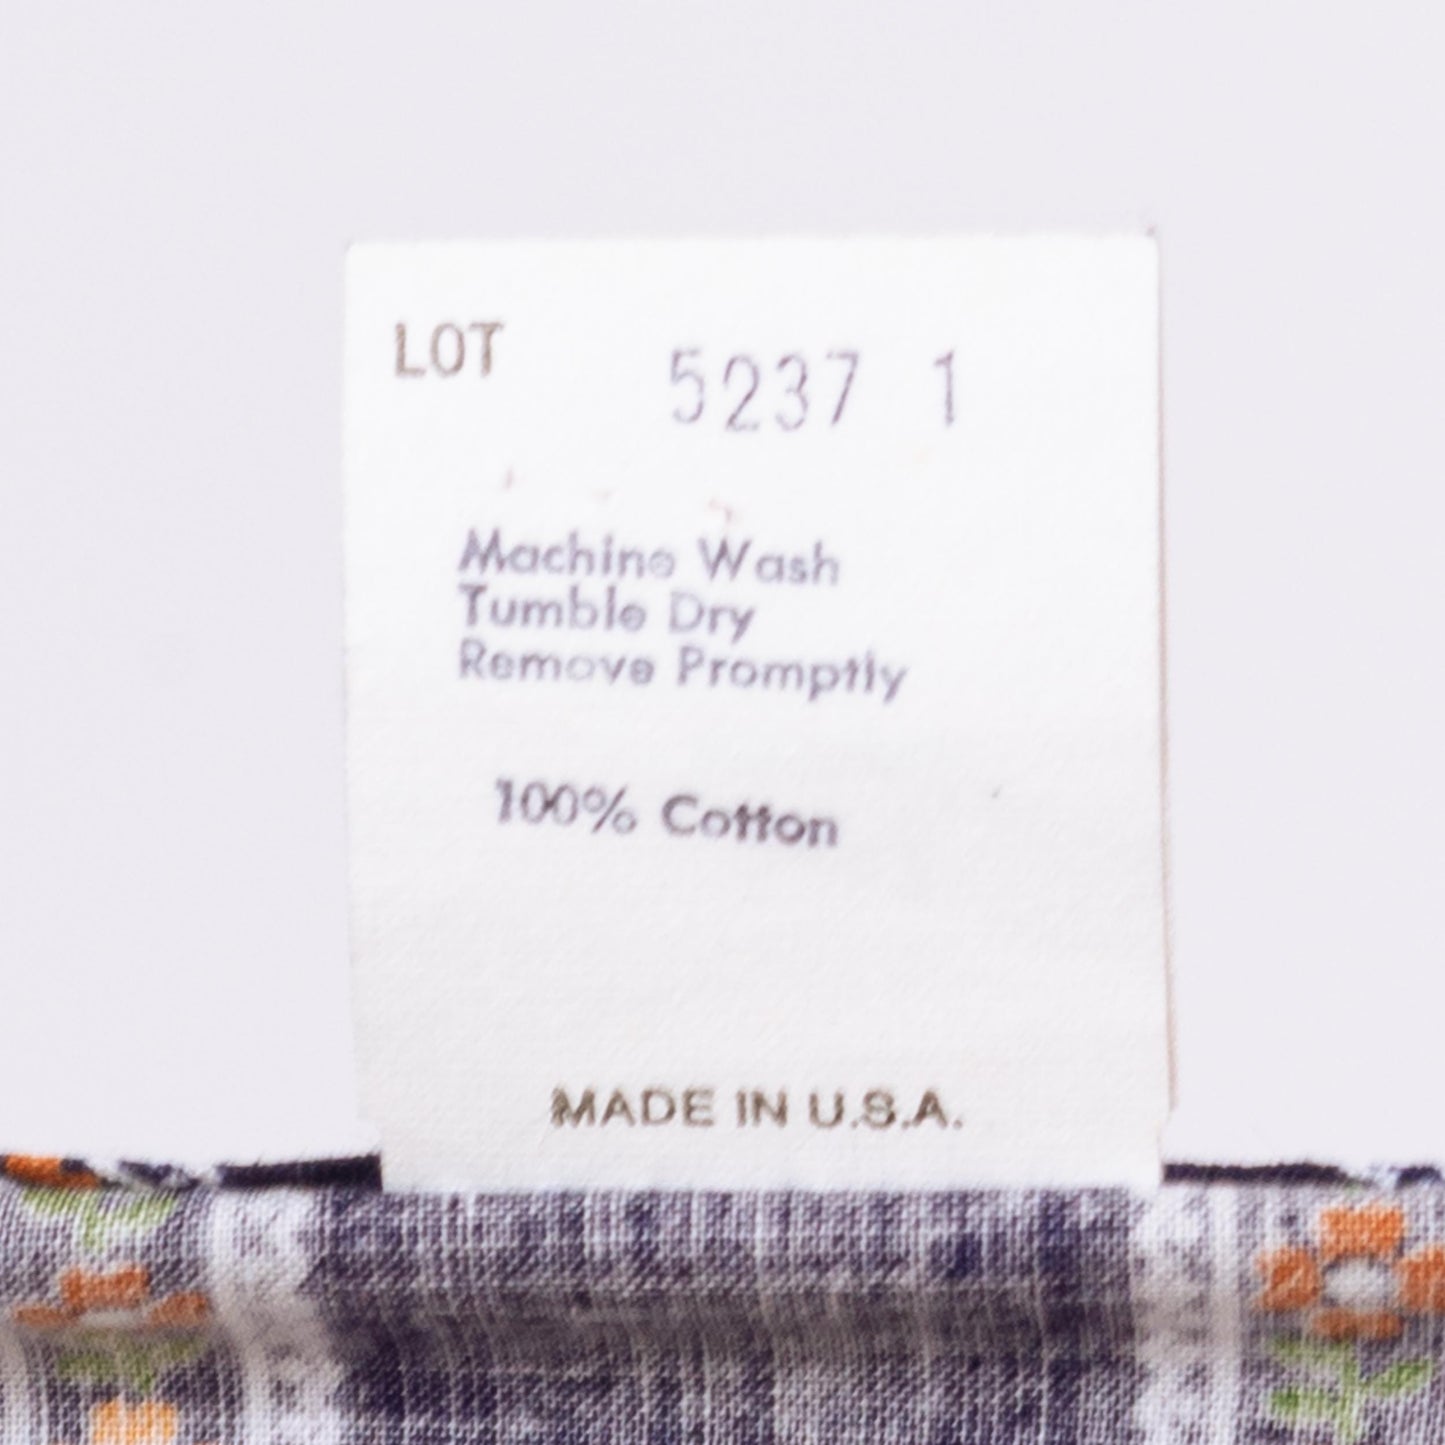 LOT 5237 1
Machine Wash
Tumble Dry
Remove Promptly
100% Cotton
MADE IN U.S.A.